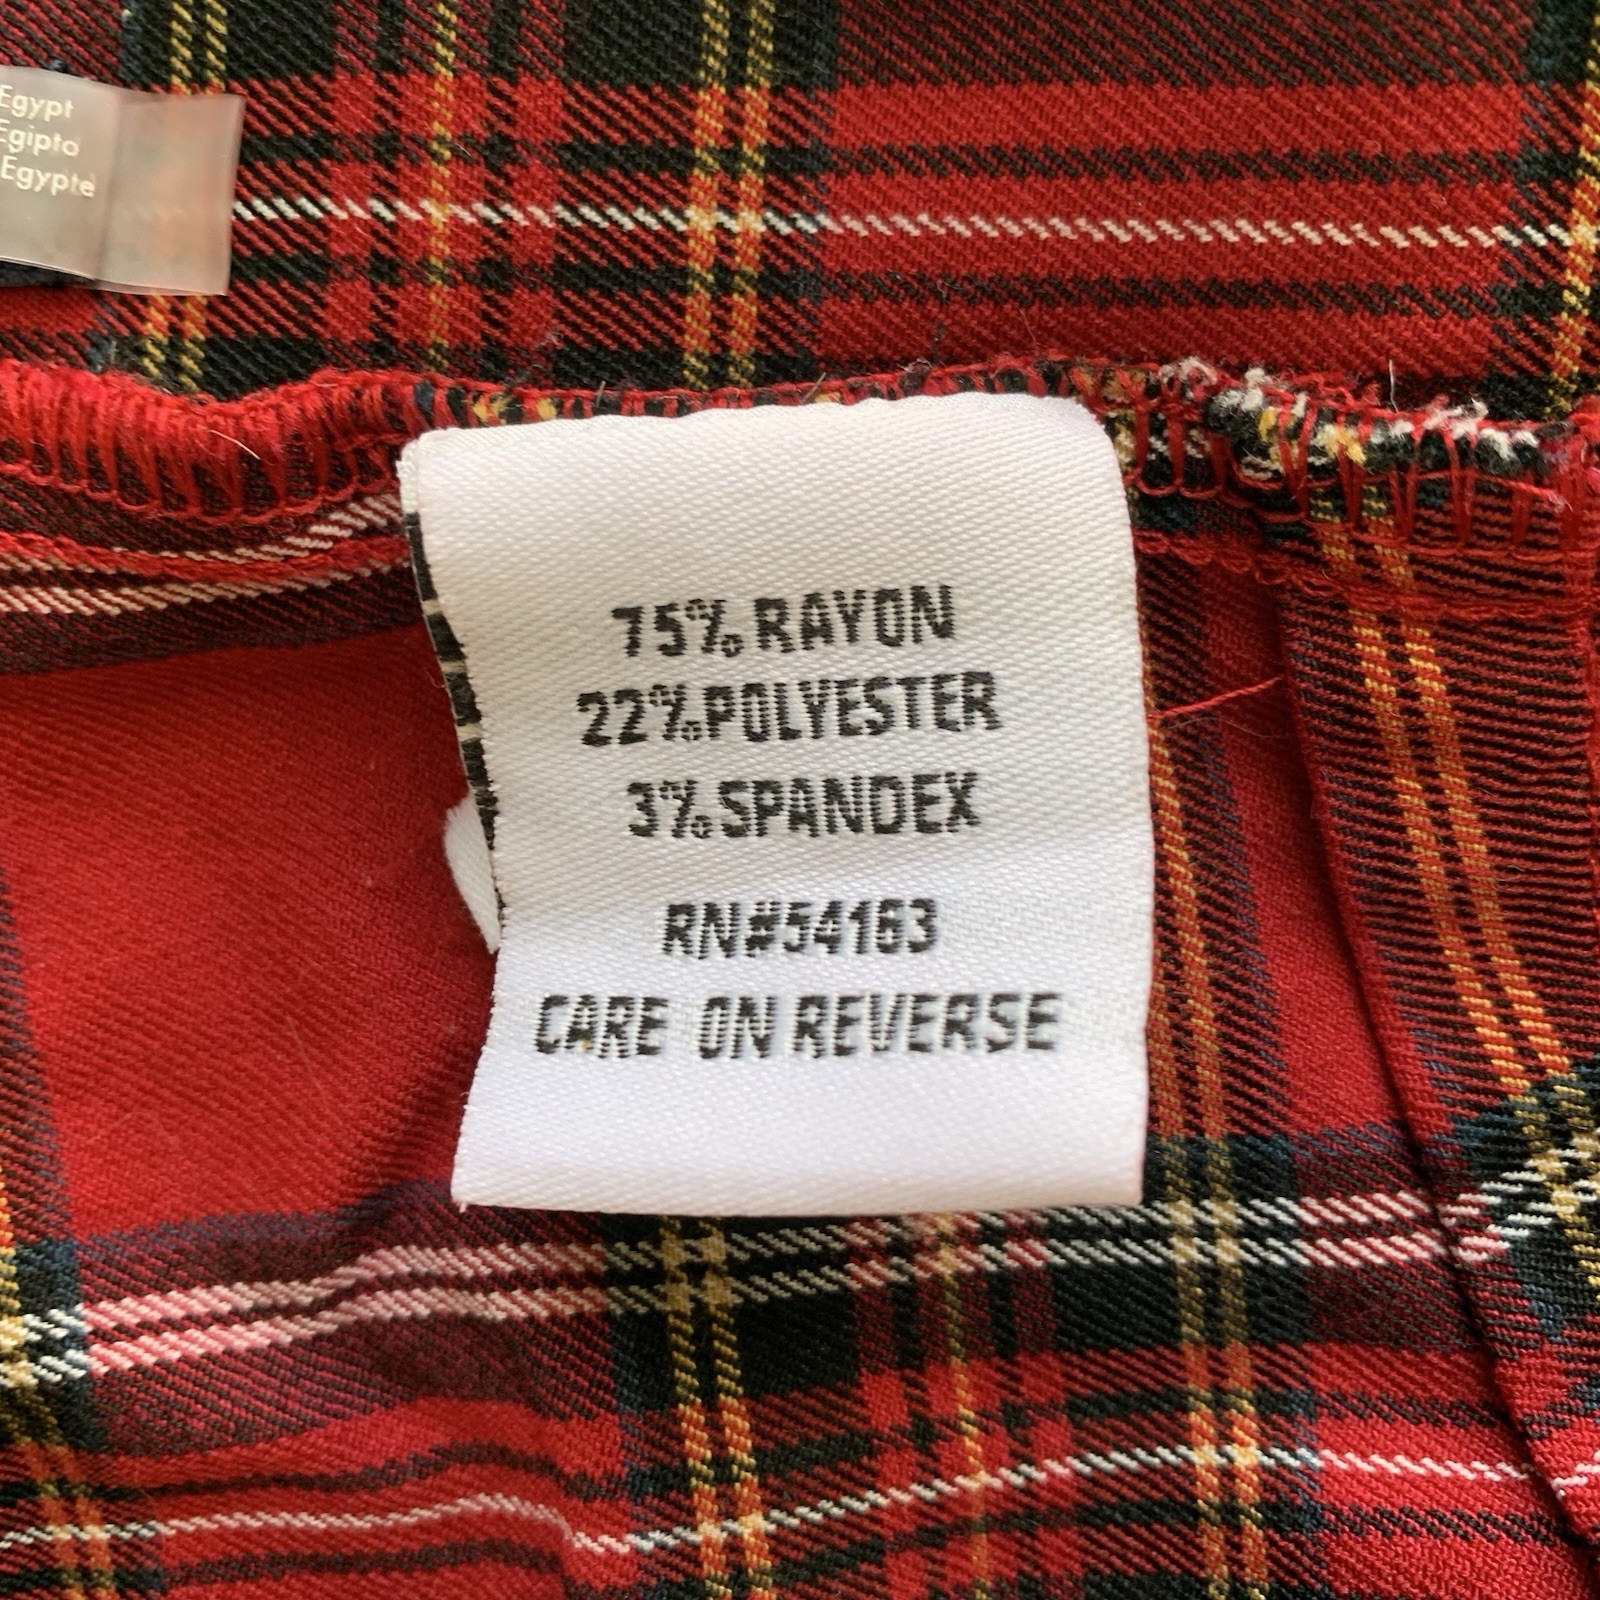 Egypt
Egipto
Egypte
75% RAYON
22% POLYESTER
3% SPANDEX
RN#54163
CARE ON REVERSE